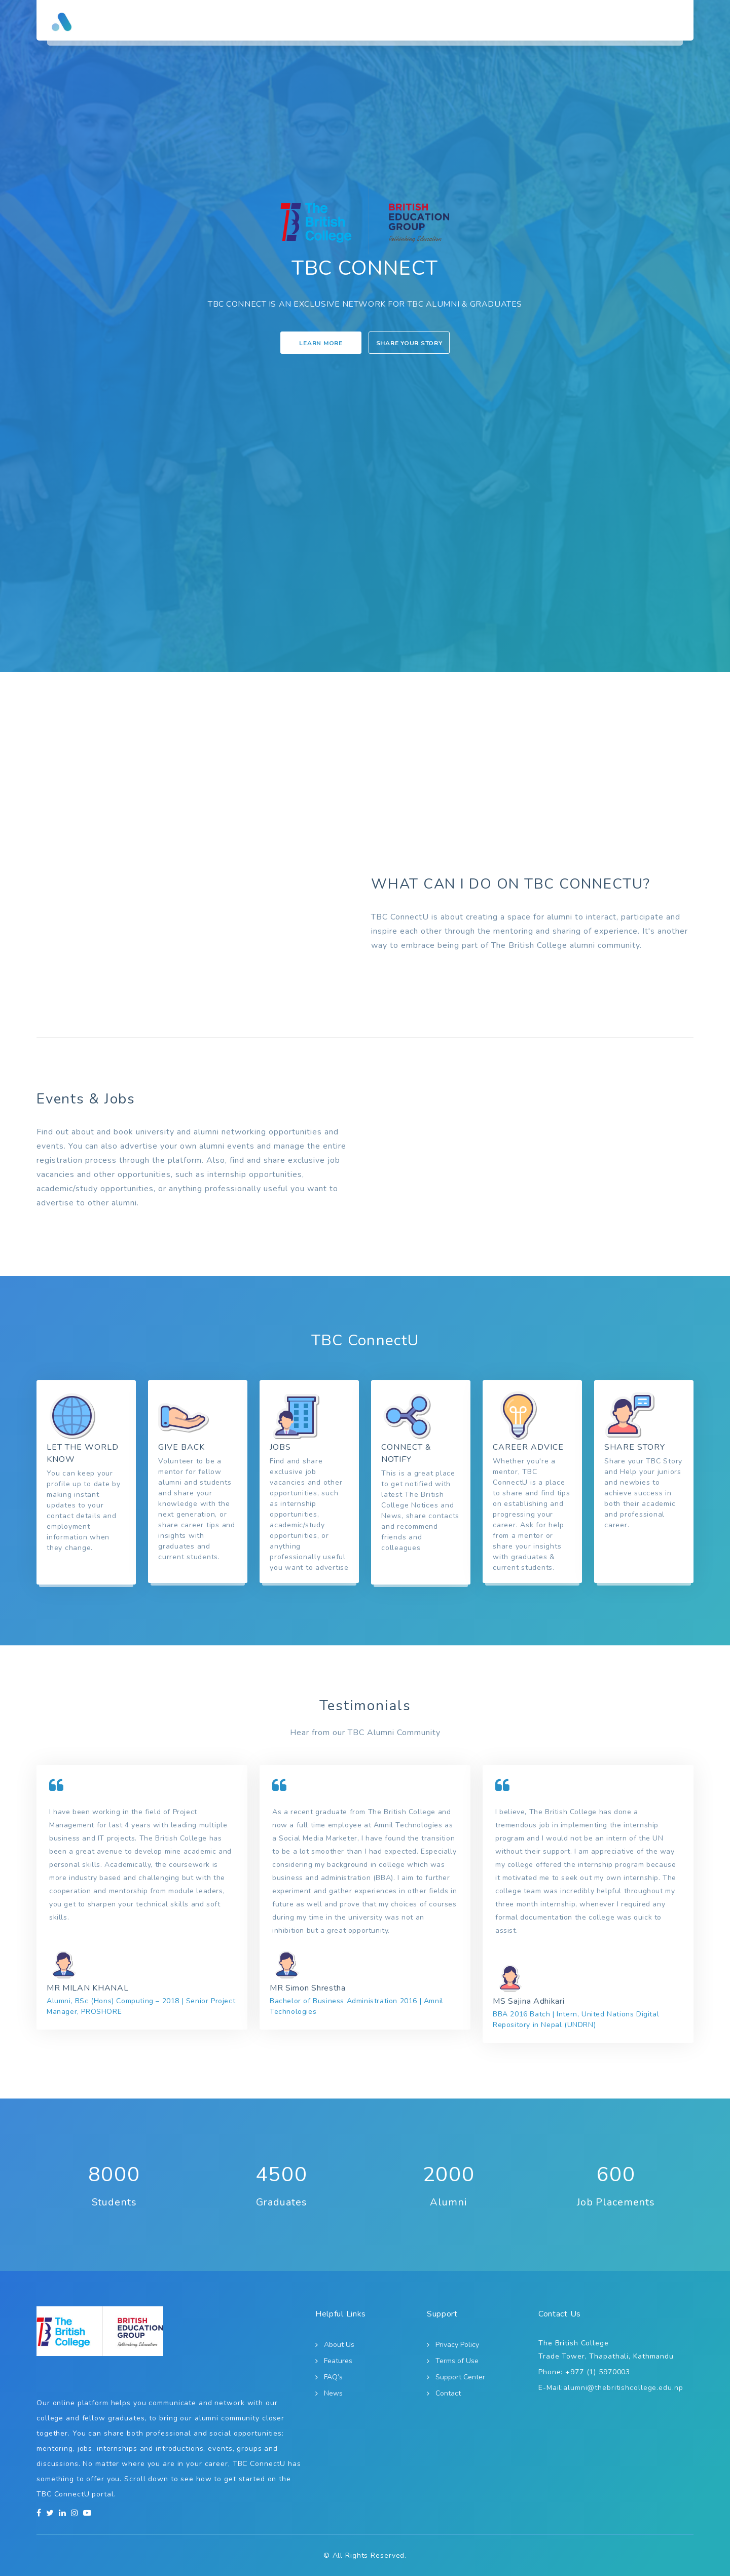 The
British
College
BRITISH
EDUCATION
GROUP
TBC CONNECT
TBC CONNECT IS AN EXCLUSIVE NETWORK FOR TBC ALUMNI & GRADUATES
LEARN MORE
SHARE YOUR STORY
WHAT CAN I DO ON TBC CONNECTU?
TBC ConnectU is about creating a space for alumni to interact, participate and
inspire each other through the mentoring and sharing of experience. It's another
way to embrace being part of The British College alumni community.
Events & Jobs
Find out about and book university and alumni networking opportunities and
events. You can also advertise your own alumni events and manage the entire
registration process through the platform. Also, find and share exclusive job
vacancies and other opportunities, such as internship opportunities,
academic/study opportunities, or anything professionally useful you want to
advertise to other alumni.
TBC ConnectU
LET THE WORLD
KNOW
You can keep your
profile up to date by
making instant
updates to your
contact details and
employment
information when
they change.
GIVE BACK
Volunteer to be a
mentor for fellow
alumni and students
and share your
knowledge with the
next generation, or
share career tips and
insights with
graduates and
current students,
JOBS
Find and share
exclusive job
vacancies and other
opportunities, such
as internship
opportunities,
academic/study
opportunities, or
anything
professionally useful
you want to advertise
CONNECT &
NOTIFY
This is a great place
to get notified with
latest The British
College Notices and
News, share contacts
and recommend
friends and
colleagues
CAREER ADVICE
Whether you're a
mentor, TBC
ConnectU is a place
to share and find tips
on establishing and
progressing your
career. Ask for help
from a mentor or
share your insights
with graduates &
current students.
SHARE STORY
Share your TBC Story
and Help your juniors
and newbies to
achieve success in
both their academic
and professional
career.
Testimonials
Hear from our TBC Alumni Community
I have been working in the field of Project
Management for last 4 years with leading multiple
business and IT projects. The British College has
been a great avenue to develop mine academic and
personal skills. Academically, the coursework is
more industry based and challenging but with the
cooperation and mentorship from module leaders,
you get to sharpen your technical skills and soft
skills.
MR MILAN KHANAL
Alumni, BSc (Hons) Computing – 2018 | Senior Project
Manager, PROSHORE
As a recent graduate from The British College and
now a full time employee at Amnil Technologies as
a Social Media Marketer, I have found the transition
to be a lot smoother than I had expected. Especially
considering my background in college which was
business and administration (BBA). I am to further
experiment and gather experiences in other fields in
future as well and prove that my choices of courses
during my time in the university was not an
inhibition but a great opportunity.
MR Simon Shrestha
Bachelor of Business Administration 2016 | Amnil
Technologies
I believe, The British College has done a
tremendous job in implementing the internship
program and I would not be an intern of the UN
without their support. I am appreciative of the way
my college offered the internship program because
it motivated me to seek out my own internship. The
college team was incredibly helpful throughout my
three month internship, whenever I required any
formal documentation the college was quick to
assist.
MS Sajina Adhikari
BBA 2016 Batch | Intern, United Nations Digital
Repository in Nepal (UNDRN)
8000
Students
4500
Graduates
2000
Alumni
600
Job Placements
The
British
College
BRITISH
EDUCATION
GROUP
Our online platform helps you communicate and network with our
college and fellow graduates, to bring our alumni community closer
together. You can share both professional and social opportunities:
mentoring, jobs, internships and introductions, events, groups and
discussions. No matter where you are in your career, TBC ConnectU has
something to offer you. Scroll down to see how to get started on the
TBC ConnectU portal.
Helpful Links
About Us
Features
FAQ's
News
Support
Privacy Policy
Terms of Use
Support Center
Contact
Contact Us
The British College
Trade Tower, Thapathali, Kathmandu
Phone: +977 (1) 5970003
E-Mail:alumni@thebritishcollege.edu.np
© All Rights Reserved.